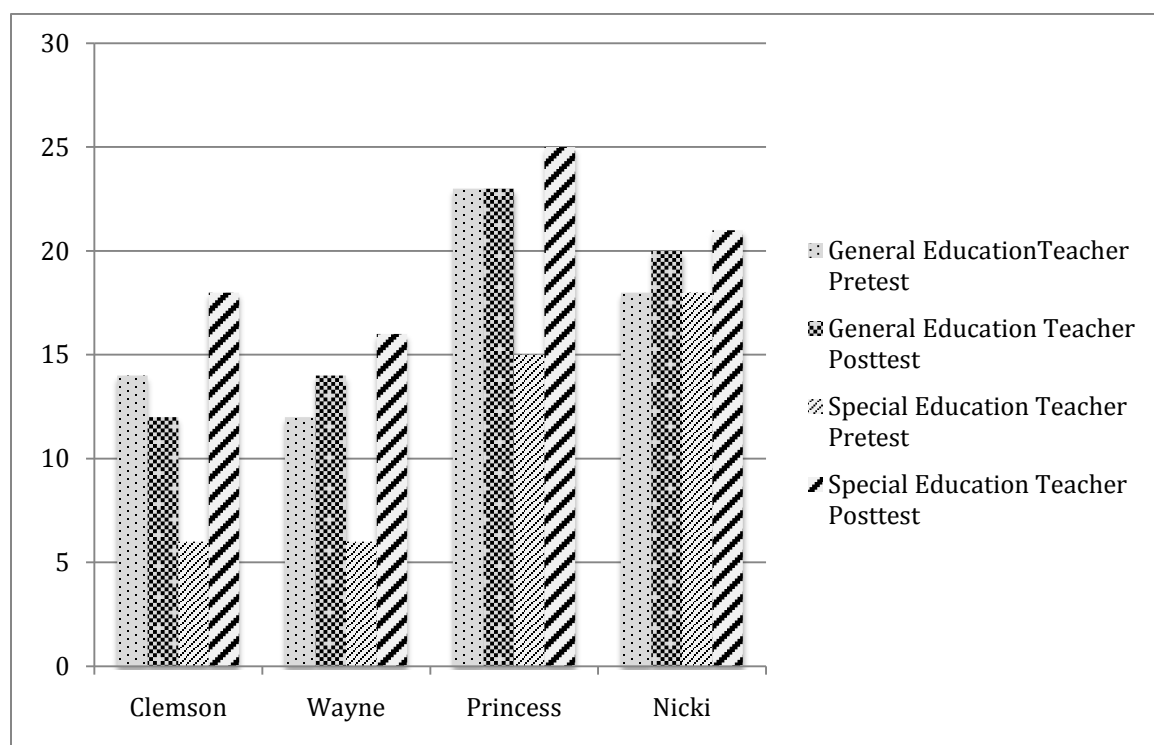 30
25
20
15
10
5
0
Clemson
Wayne
Princess
Nicki
General EducationTeacher
Pretest
General Education Teacher
Posttest
Special Education Teacher
Pretest
Special Education Teacher
Posttest